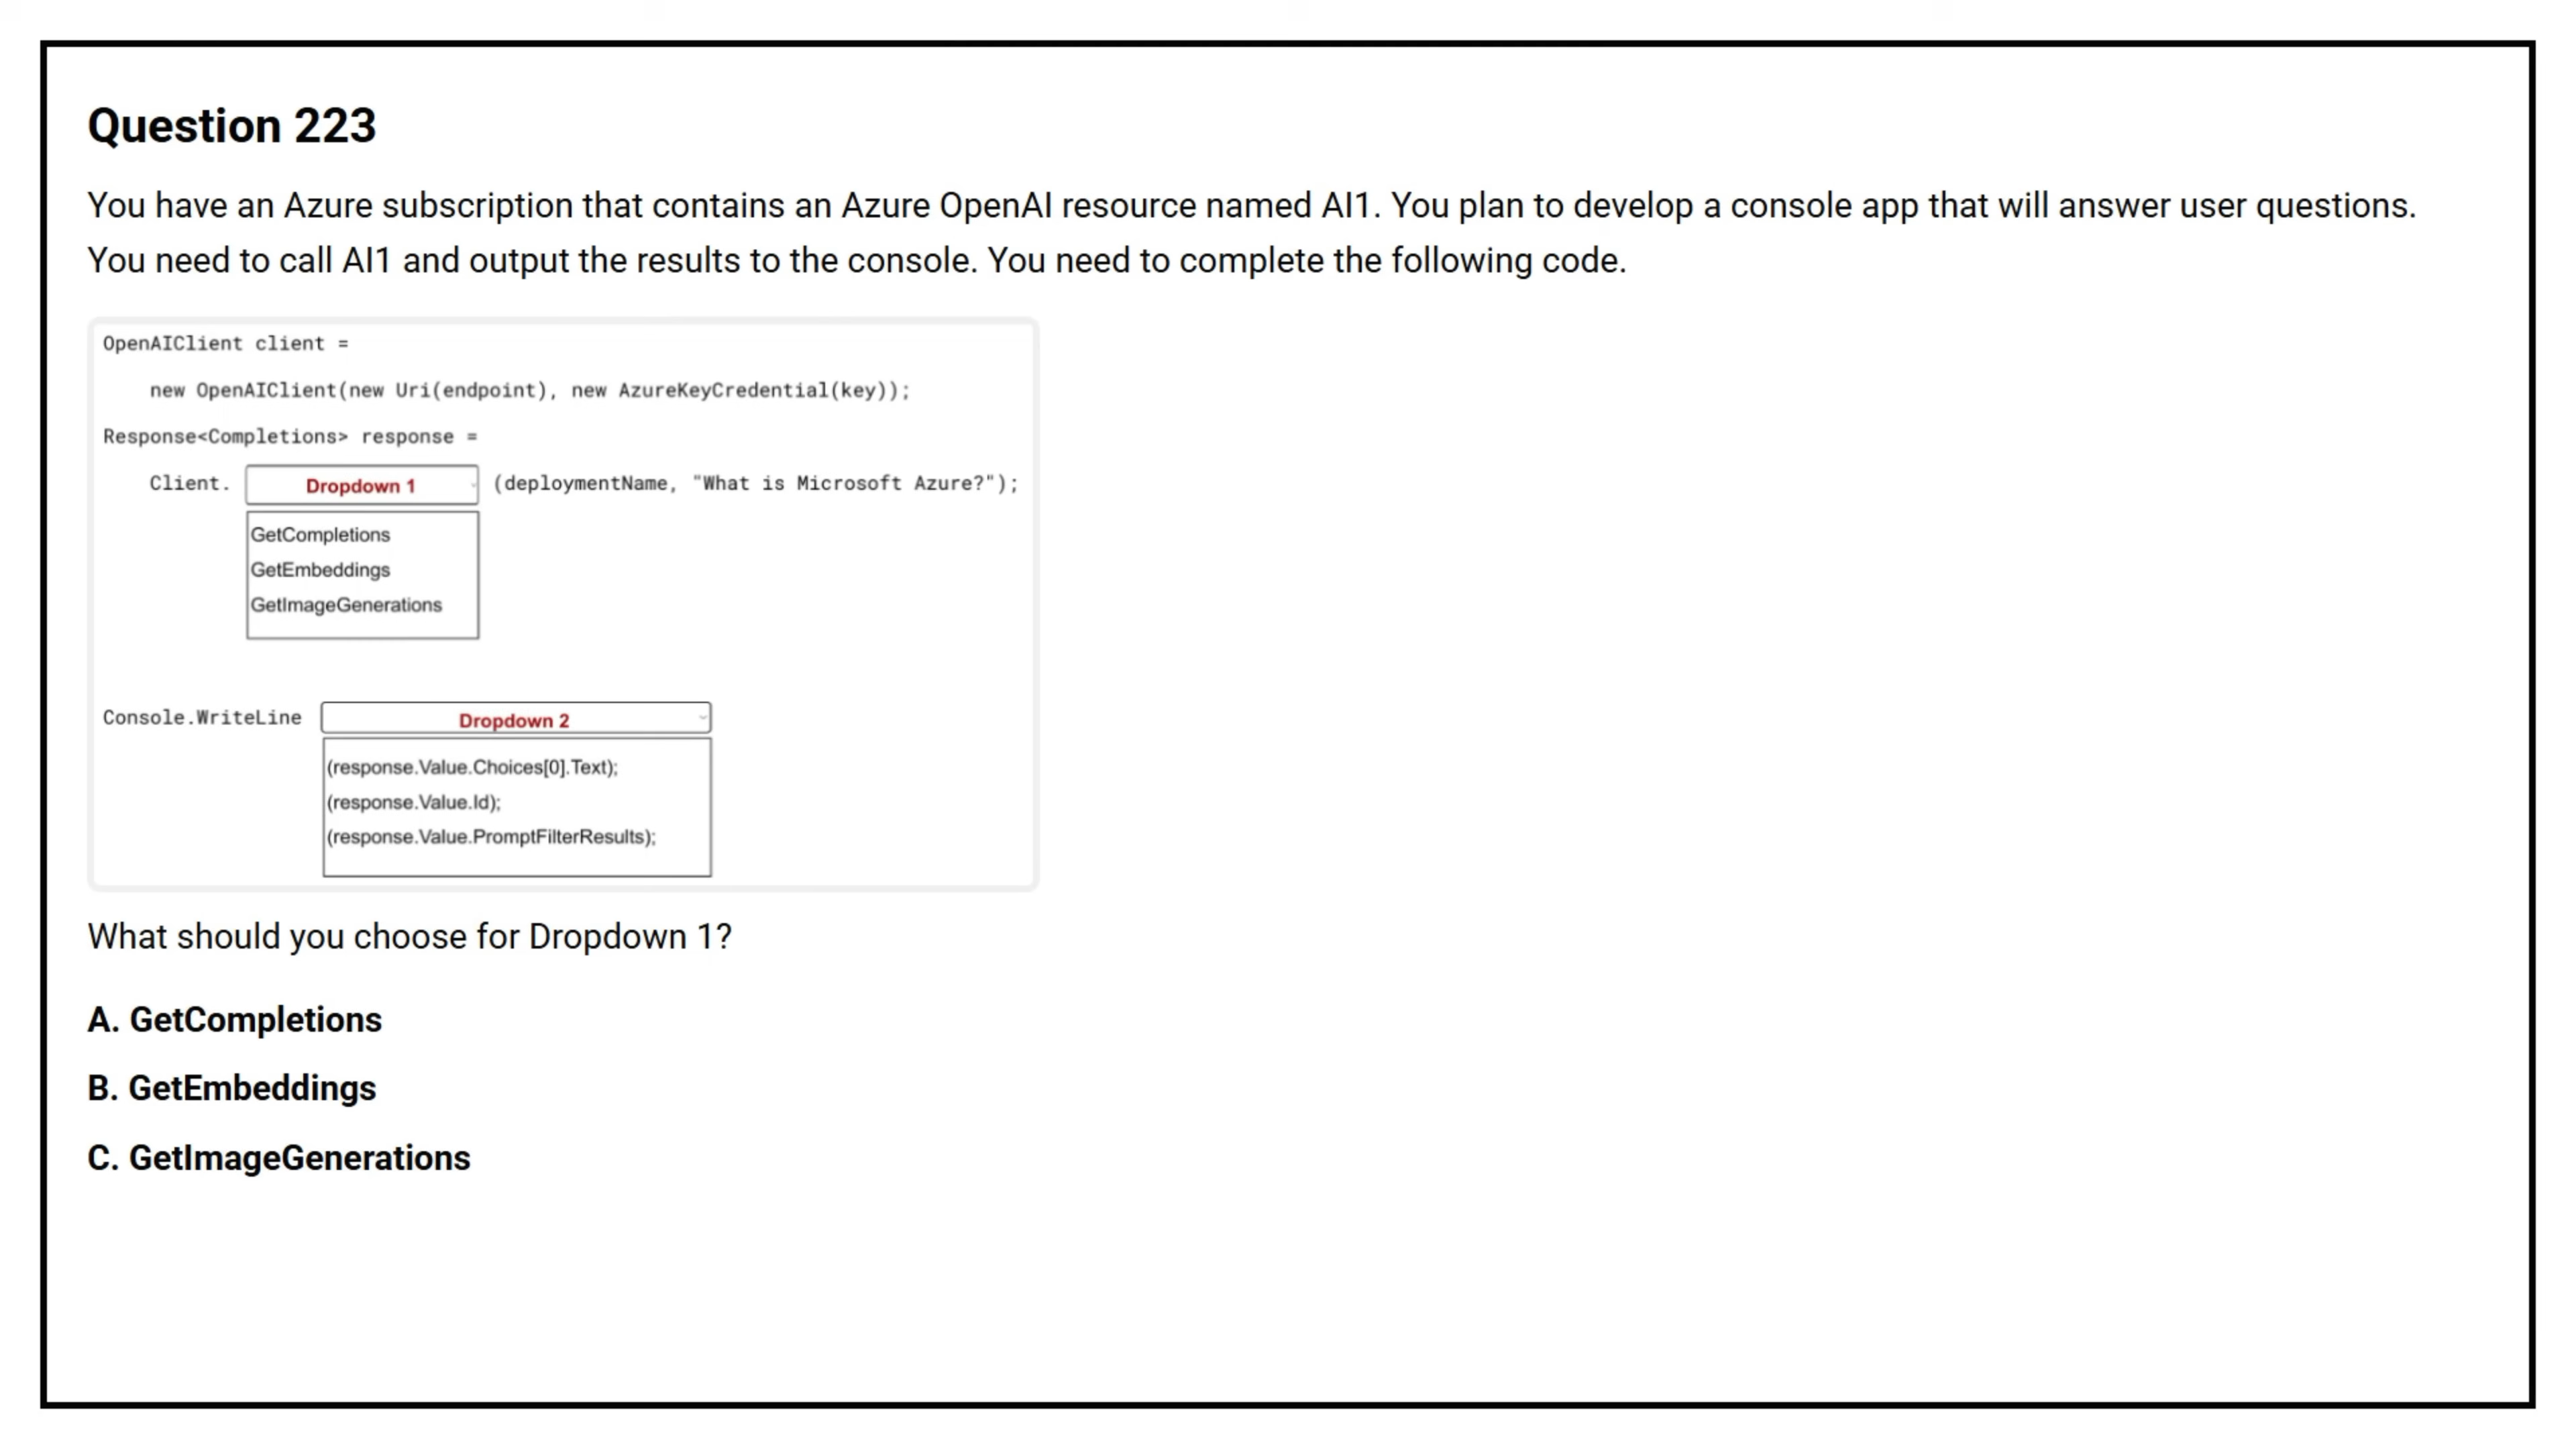 Question 223
You have an Azure subscription that contains an Azure OpenAI resource named AI1. You plan to develop a console app that will answer user questions.
You need to call AI1 and output the results to the console. You need to complete the following code.
OpenAIClient client =
new OpenAIClient(new Uri(endpoint), new AzureKeyCredential(key));
Response<Completions> response =
Client. Dropdown 1 (deploymentName, "What is Microsoft Azure?");
GetCompletions
GetEmbeddings
GetImageGenerations
Console.WriteLine Dropdown 2
(response.Value.Choices[0].Text);
(response.Value.Id);
(response.Value.PromptFilterResults);
What should you choose for Dropdown 1?
A. GetCompletions
B. GetEmbeddings
C. GetImageGenerations